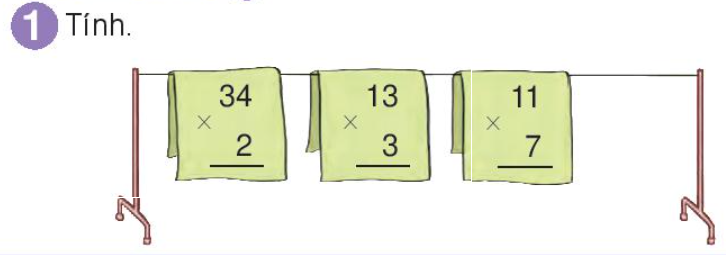 1 Tính.
34 13 11
× × ×
2 3 7